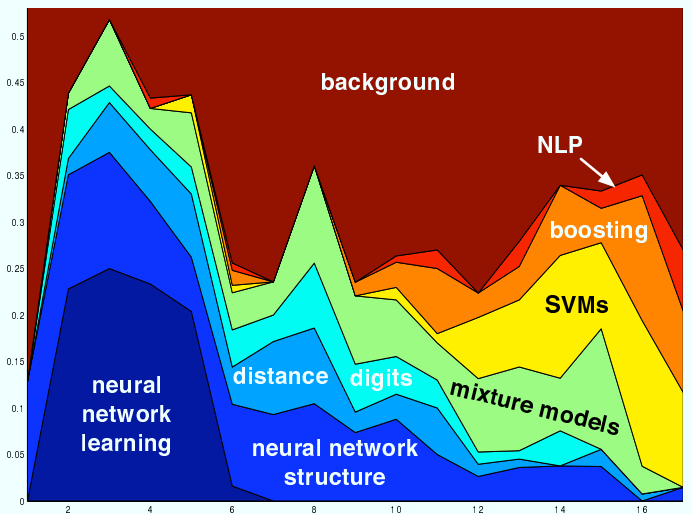 0.5
0.45
background
0.4
NLP
0.35
0.3
boosting
0.25
SVMs
0.2
0.15
distance
digits
neural
network
learning
mixture models
0.1
neural network
structure
0.05
0
2
4
6
8
10
12
14
16